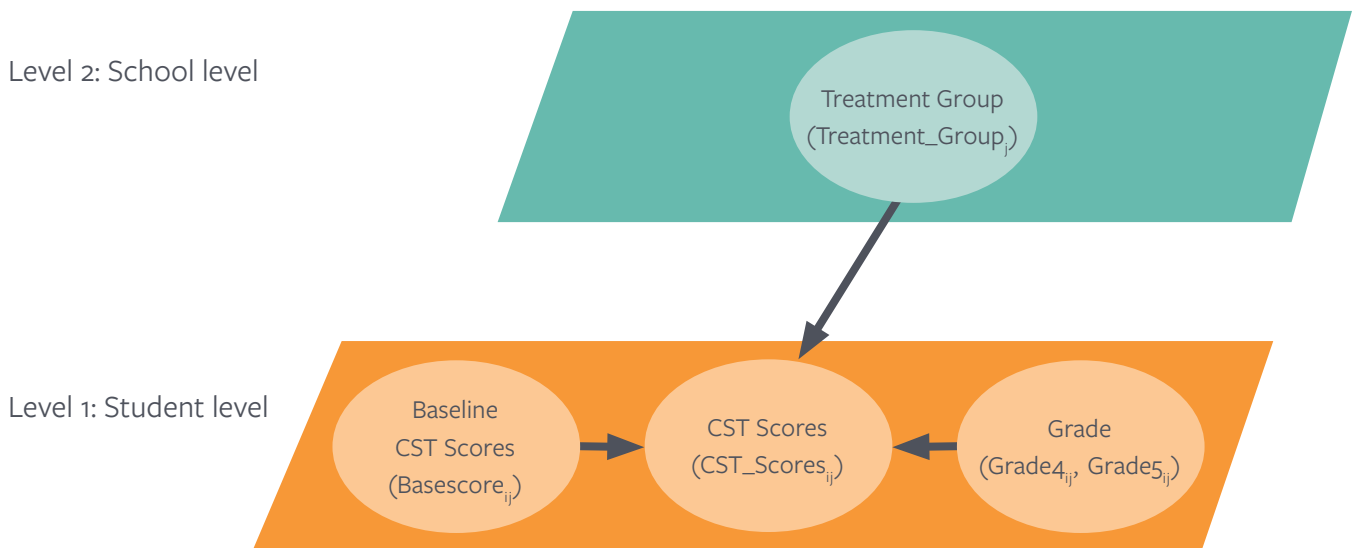 Level 2: School level
Treatment Group
(Treatment_Groupj)
Level 1: Student level
Baseline
CST Scores
(Basescoreij)
CST Scores
(CST_Scoresij)
Grade
(Grade4ij, Grade5ij)